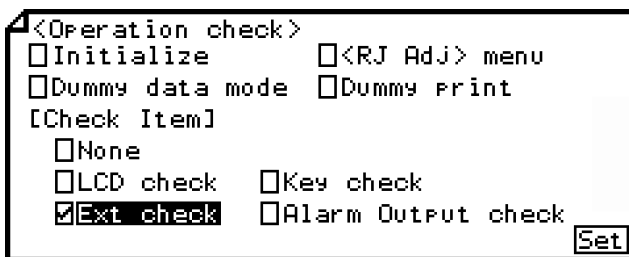 <Operation check>
Initialize <RJ Adj> menu
Dummy data mode Dummy print
[Check Item]
None
LCD check Key check
Ext check Alarm Output check
Set